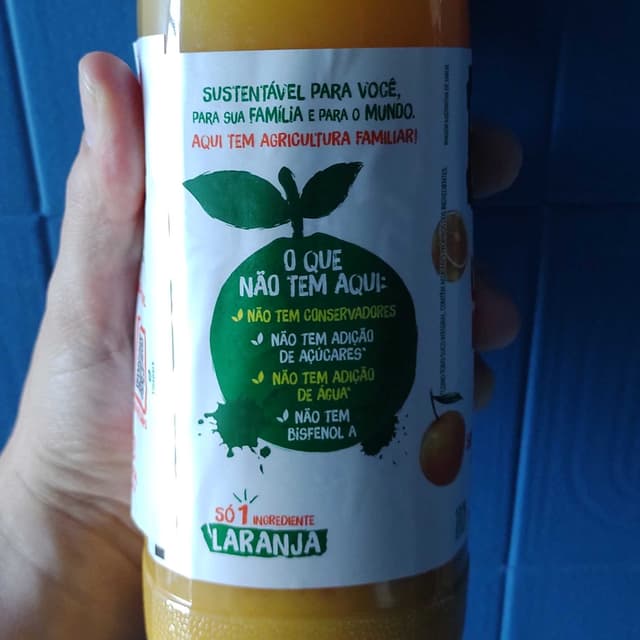 SUSTENTÁVEL PARA VOCÊ,
PARA SUA FAMÍLIA E PARA O MUNDO.
AQUI TEM AGRICULTURA FAMILIAR!
O QUE
NÃO TEM AQUI:
NÃO TEM CONSERVADORES
NÃO TEM ADIÇÃO
DE AÇÚCARES*
NÃO TEM ADIÇÃO
DE ÁGUA*
NÃO TEM
BISFENOL A
SÓ 1 INGREDIENTE
LARANJA